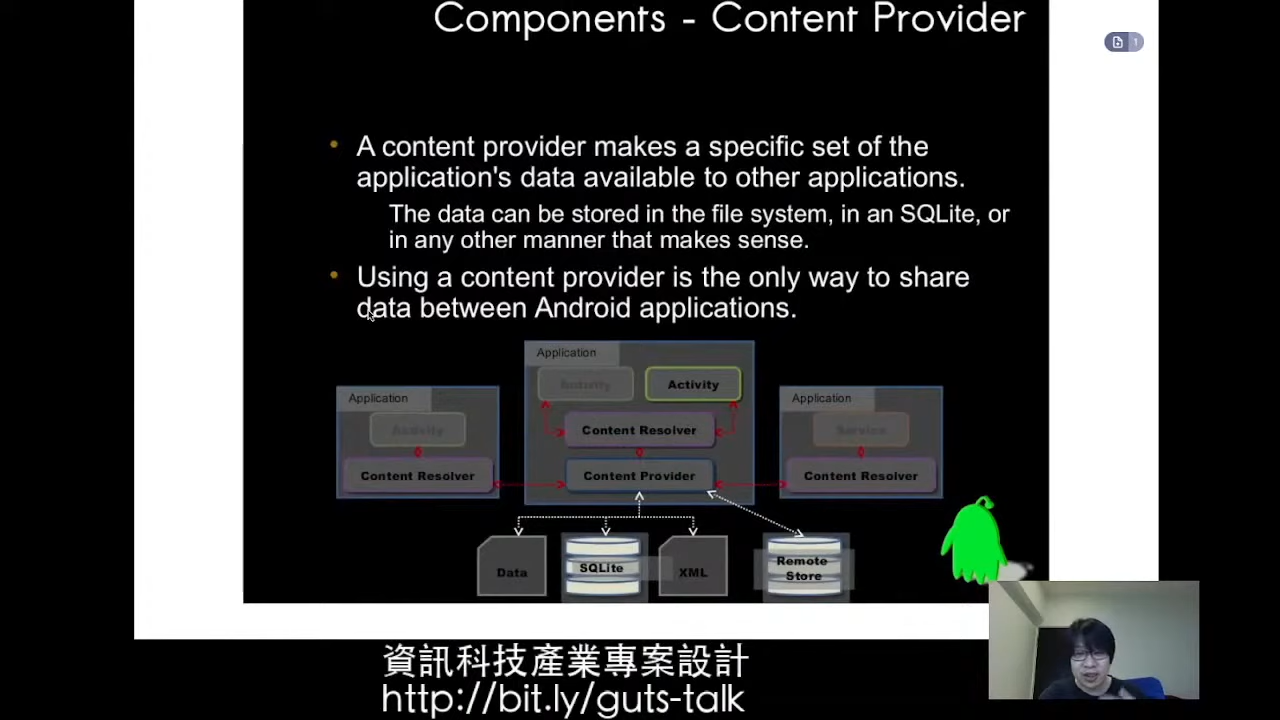 Components - Content Provider
1
• A content provider makes a specific set of the
application's data available to other applications.
The data can be stored in the file system, in an SQLite, or
in any other manner that makes sense.
• Using a content provider is the only way to share
data between Android applications.
Application
Activity
Activity
Content Resolver
Content Provider
Application
Activity
Content Resolver
Application
Service
Content Resolver
Data
SQLite
XML
Remote
Store
資訊科技產業專案設計
http://bit.ly/guts-talk